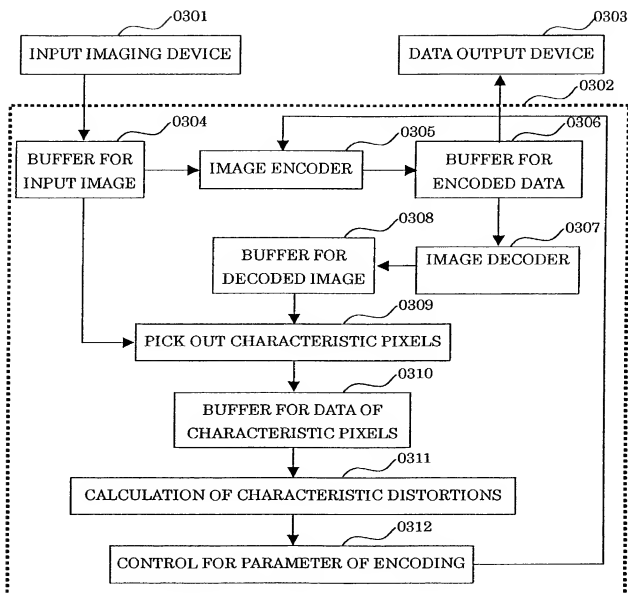 0301
INPUT IMAGING DEVICE
0303
DATA OUTPUT DEVICE
0302
0304
BUFFER FOR
INPUT IMAGE
0305
IMAGE ENCODER
0306
BUFFER FOR
ENCODED DATA
0308
BUFFER FOR
DECODED IMAGE
0307
IMAGE DECODER
0309
PICK OUT CHARACTERISTIC PIXELS
0310
BUFFER FOR DATA OF
CHARACTERISTIC PIXELS
0311
CALCULATION OF CHARACTERISTIC DISTORTIONS
0312
CONTROL FOR PARAMETER OF ENCODING